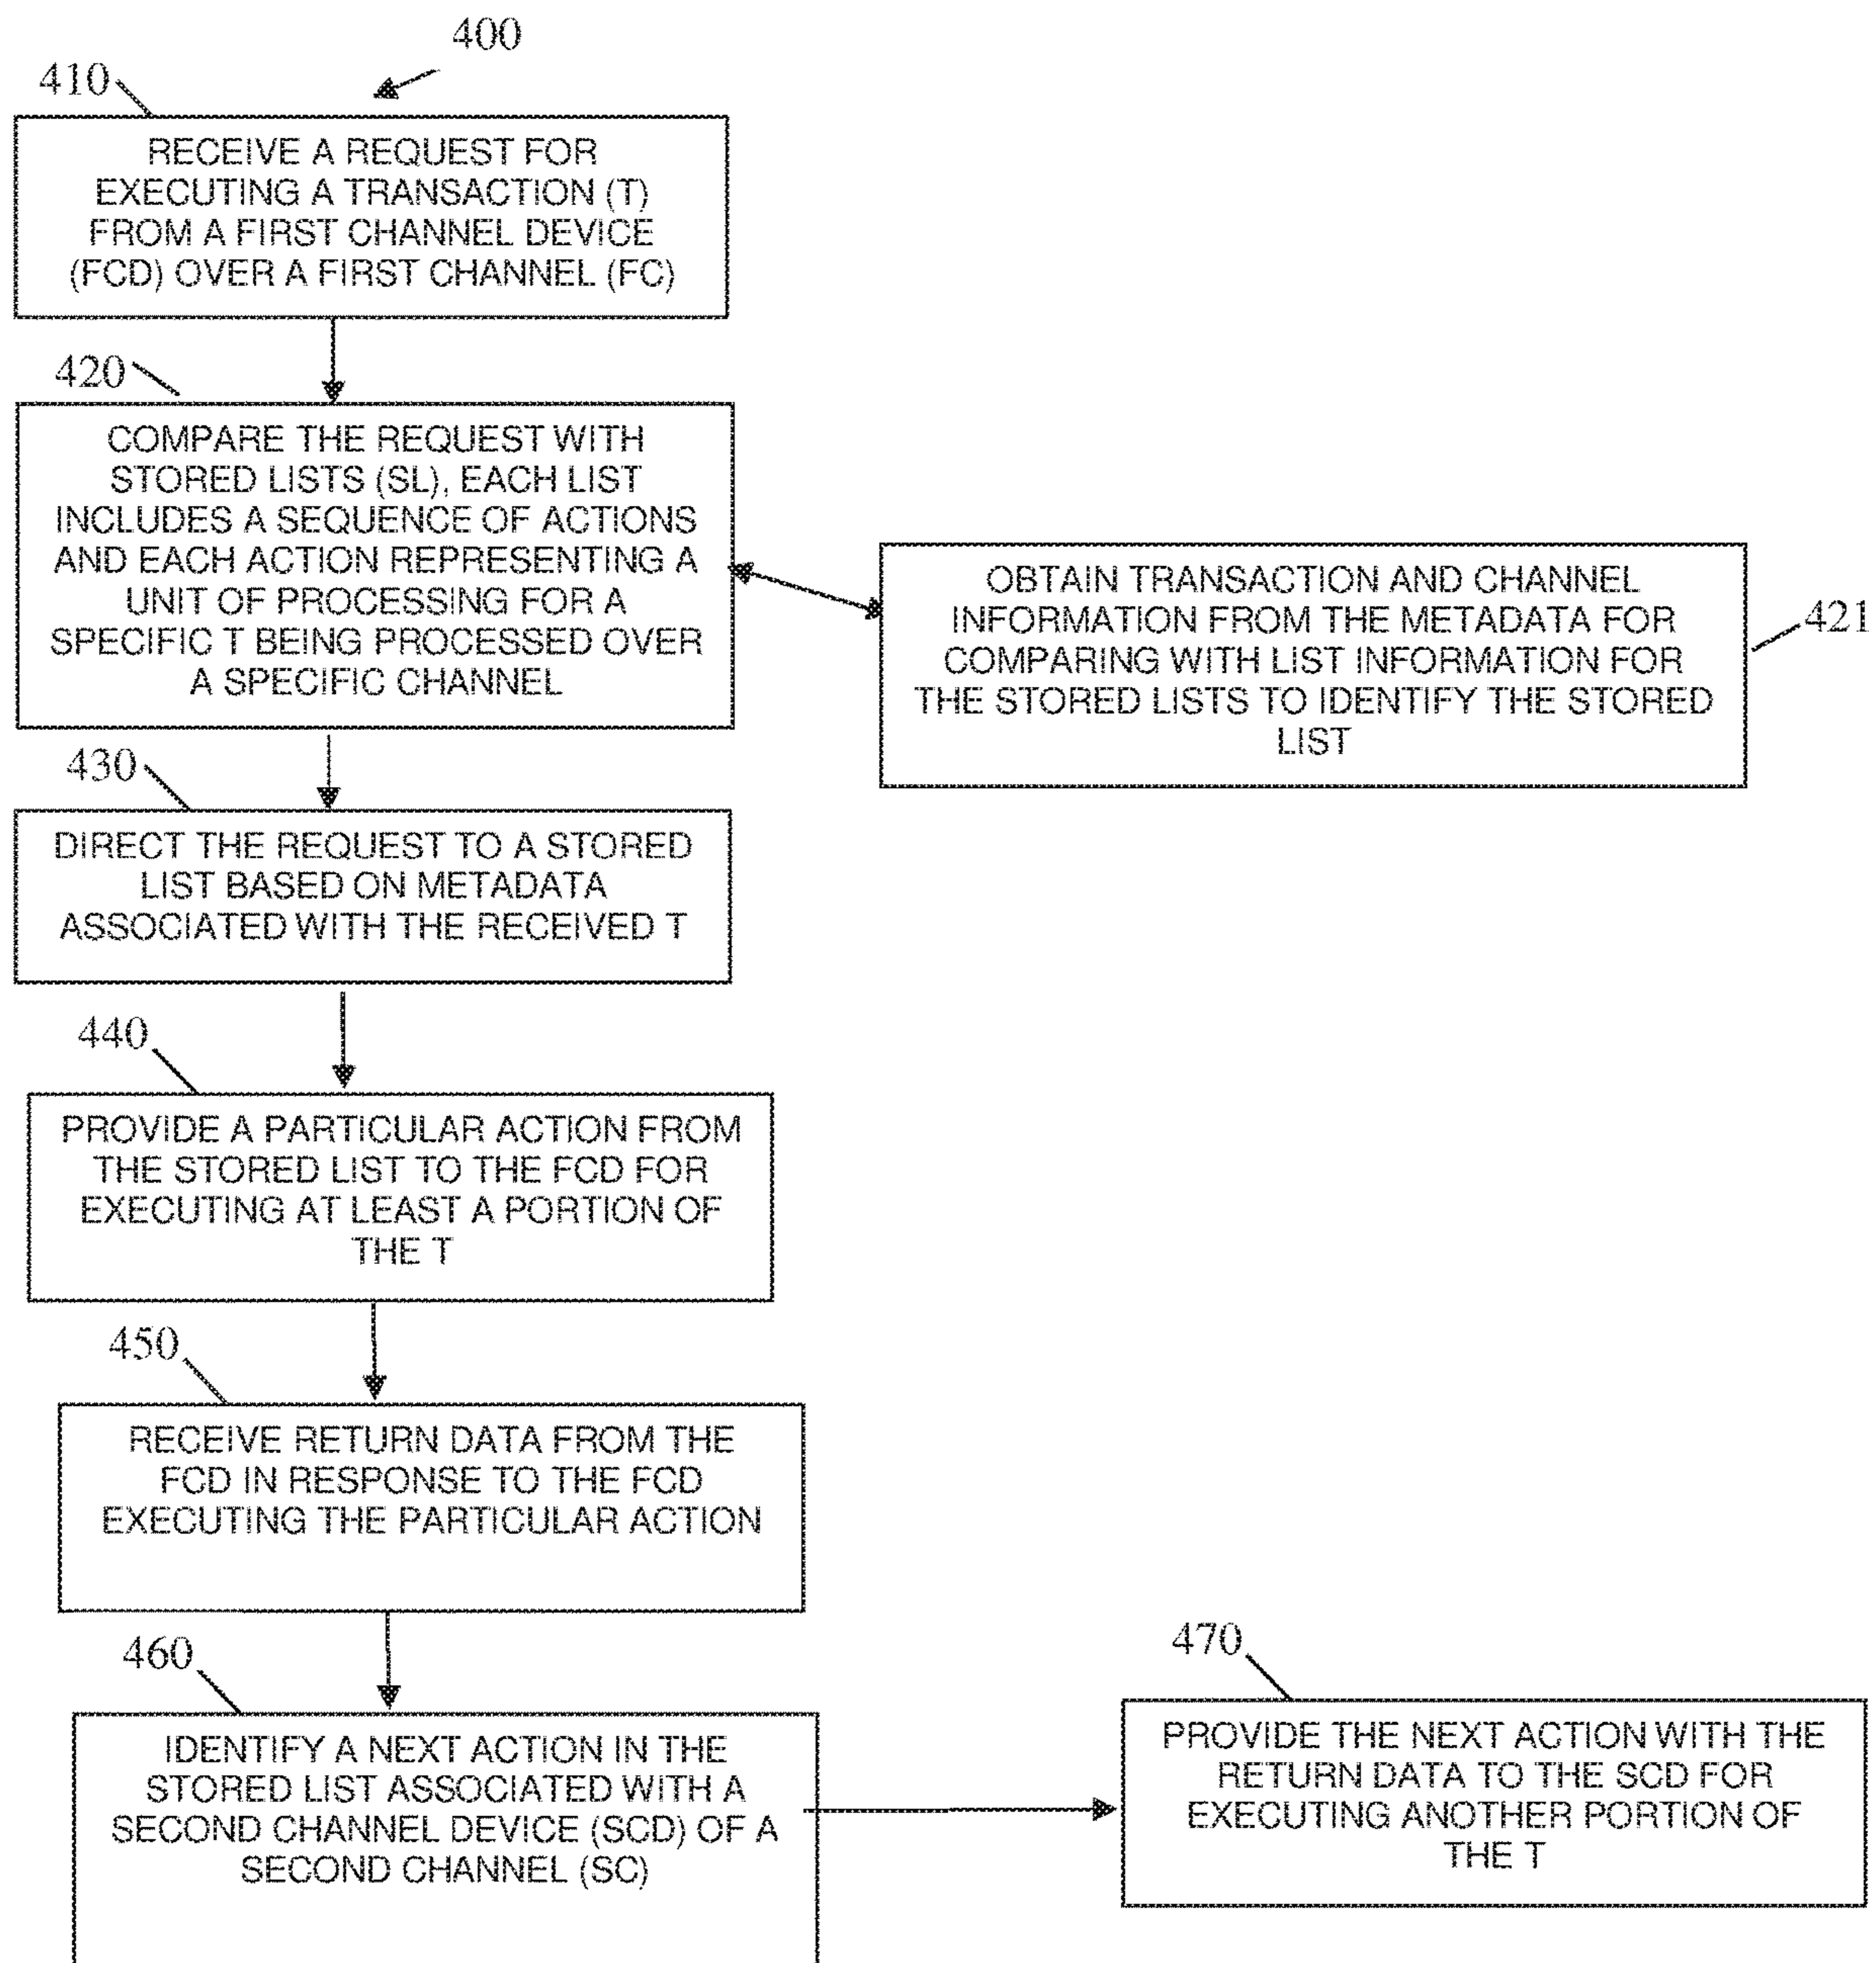 400
410
RECEIVE A REQUEST FOR
EXECUTING A TRANSACTION (T)
FROM A FIRST CHANNEL DEVICE
(FCD) OVER A FIRST CHANNEL (FC)
420
COMPARE THE REQUEST WITH
STORED LISTS (SL), EACH LIST
INCLUDES A SEQUENCE OF ACTIONS
AND EACH ACTION REPRESENTING A
UNIT OF PROCESSING FOR A
SPECIFIC T BEING PROCESSED OVER
A SPECIFIC CHANNEL
OBTAIN TRANSACTION AND CHANNEL
INFORMATION FROM THE METADATA FOR
COMPARING WITH LIST INFORMATION FOR
THE STORED LISTS TO IDENTIFY THE STORED
LIST
421
430
DIRECT THE REQUEST TO A STORED
LIST BASED ON METADATA
ASSOCIATED WITH THE RECEIVED T
440
PROVIDE A PARTICULAR ACTION FROM
THE STORED LIST TO THE FCD FOR
EXECUTING AT LEAST A PORTION OF
THE T
450
RECEIVE RETURN DATA FROM THE
FCD IN RESPONSE TO THE FCD
EXECUTING THE PARTICULAR ACTION
460
IDENTIFY A NEXT ACTION IN THE
STORED LIST ASSOCIATED WITH A
SECOND CHANNEL DEVICE (SCD) OF A
SECOND CHANNEL (SC)
470
PROVIDE THE NEXT ACTION WITH THE
RETURN DATA TO THE SCD FOR
EXECUTING ANOTHER PORTION OF
THE T